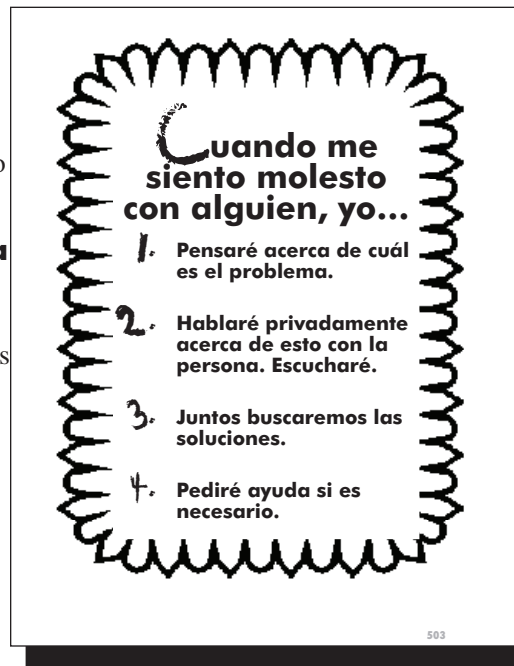 Cuando me
siento molesto
con alguien, yo...
1. Pensaré acerca de cuál
es el problema.
2. Hablaré privadamente
acerca de esto con la
persona. Escucharé.
3. Juntos buscaremos las
soluciones.
4. Pediré ayuda si es
necesario.
503